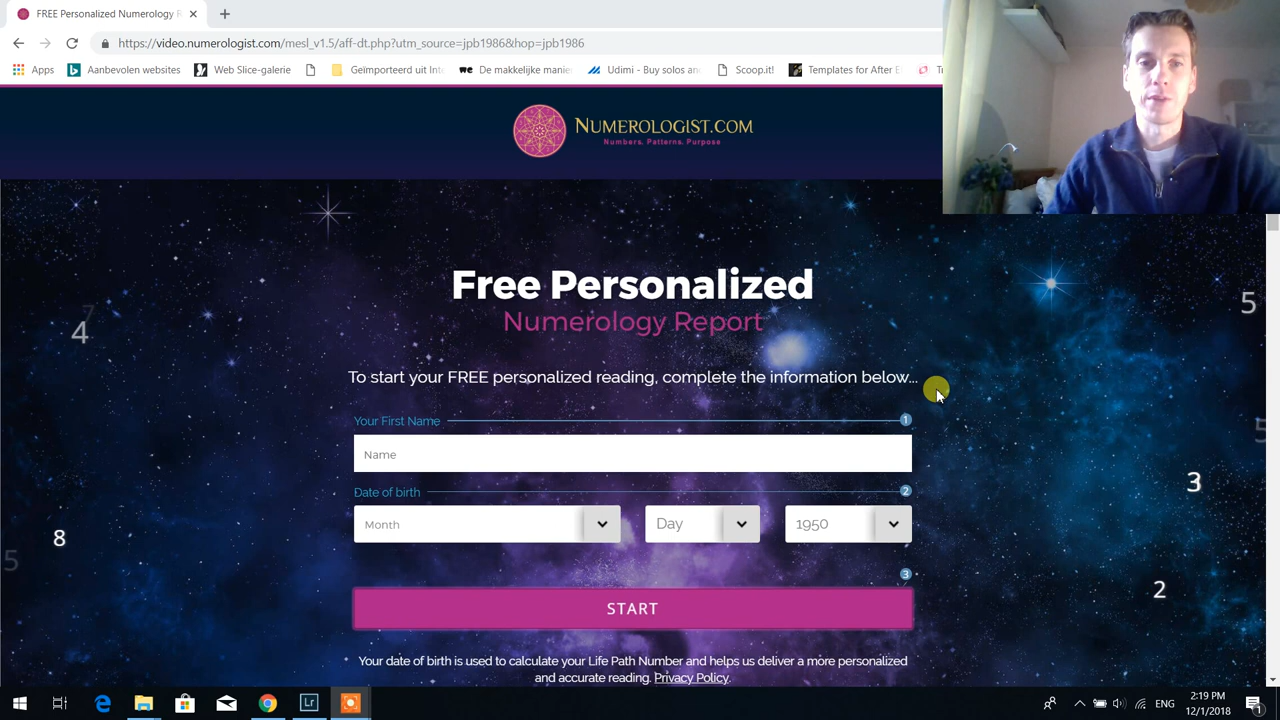 FREE Personalized Numerology R
https://video.numerologist.com/mesl_v1.5/aff-dt.php?utm_source=jpb1986&hop=jpb1986
Apps Aanbevolen websites Web Slice-galerie Geïmporteerd uit Int De makkelijke manie Udimi - Buy solos an Scoop.it! Templates for After E
NUMEROLOGIST.COM
Numbers. Patterns. Purpose
Free Personalized
Numerology Report
To start your FREE personalized reading, complete the information below...
Your First Name 1
Name
Date of birth 2
Month Day 1950
3
START
Your date of birth is used to calculate your Life Path Number and helps us deliver a more personalized
and accurate reading. Privacy Policy.
7
4
5
5
3
8
5
2
Lr
ENG
2:19 PM
12/1/2018
1